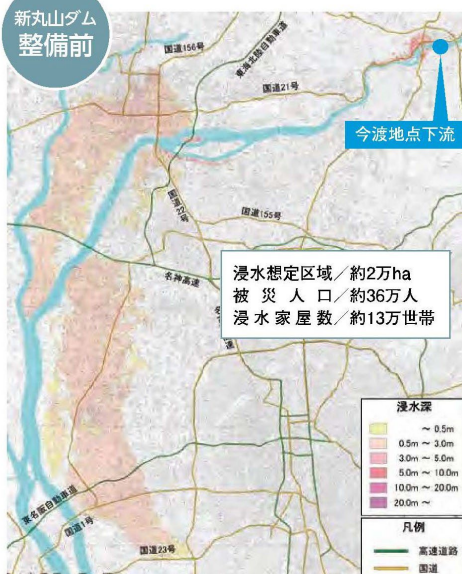 新丸山ダム
整備前
国道156号
東海北陸自動車道
国道21号
今渡地点下流
国道22号
国道155号
名神高速
浸水想定区域／約2万ha
被災人口／約36万人
浸水家屋数／約13万世帯
浸水深
～ 0.5m
0.5m ～ 3.0m
3.0m ～ 5.0m
5.0m ～ 10.0m
10.0m ～ 20.0m
20.0m ～
東名阪自動車道
国道1号
国道23号
凡例
高速道路
国道